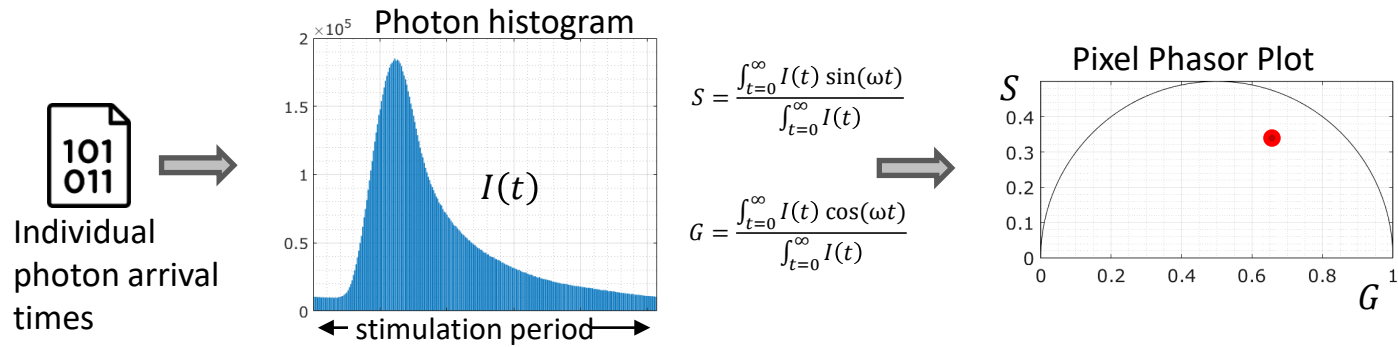 101
011
Individual
photon arrival
times
Photon histogram
×10⁵
2
1.5
1
0.5
0
I(t)
stimulation period
S = ∫_{t=0}^{∞} I(t) sin(ωt) / ∫_{t=0}^{∞} I(t)
G = ∫_{t=0}^{∞} I(t) cos(ωt) / ∫_{t=0}^{∞} I(t)
Pixel Phasor Plot
S
0.4
0.3
0.2
0.1
0
0 0.2 0.4 0.6 0.8 1
G